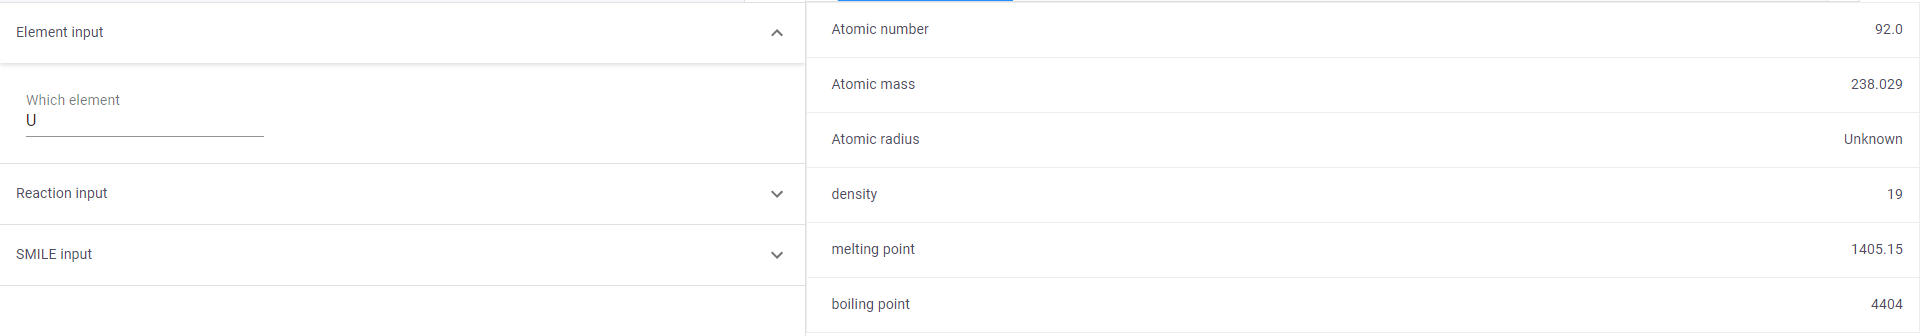 Element input
Which element
U
Reaction input
SMILE input
Atomic number 92.0
Atomic mass 238.029
Atomic radius Unknown
density 19
melting point 1405.15
boiling point 4404